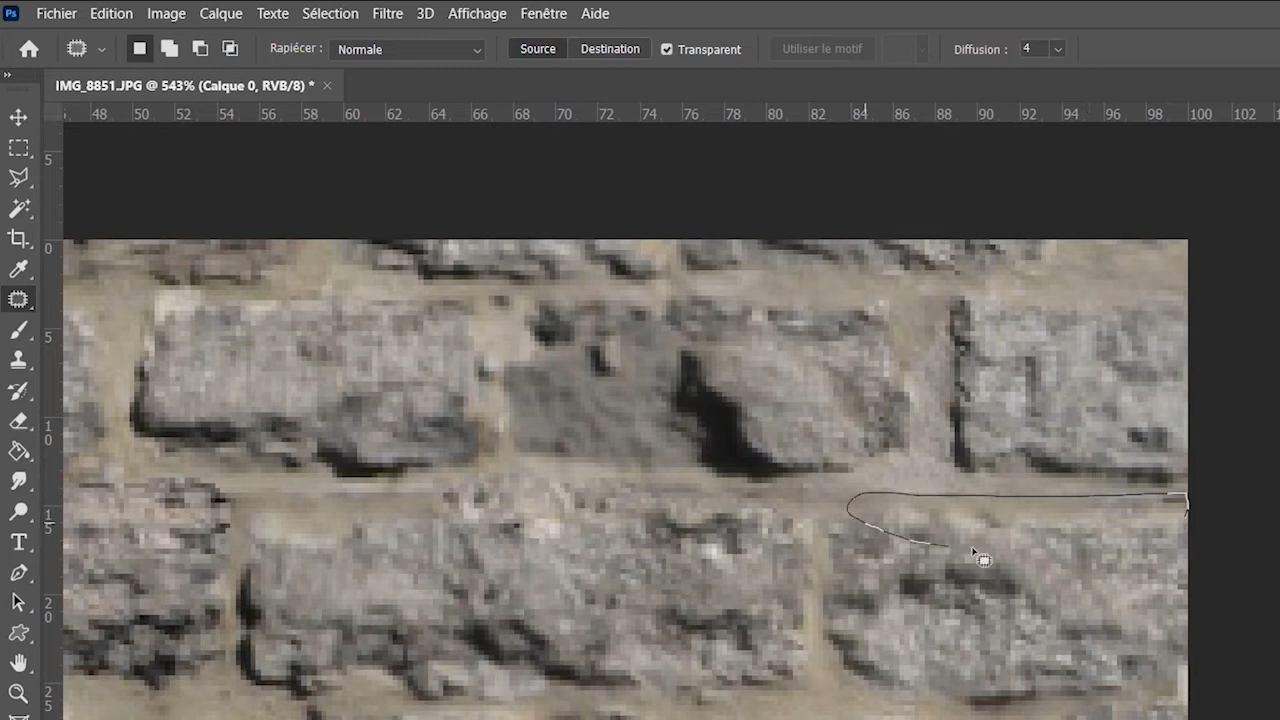 Ps Fichier Edition Image Calque Texte Sélection Filtre 3D Affichage Fenêtre Aide
Rapiécer : Normale Source Destination Transparent Utiliser le motif Diffusion : 4
IMG_8851.JPG @ 543% (Calque 0, RVB/8) * ×
48 50 52 54 56 58 60 62 64 66 68 70 72 74 76 78 80 82 84 86 88 90 92 94 96 98 100 102
5
0
5
10
15
20
25